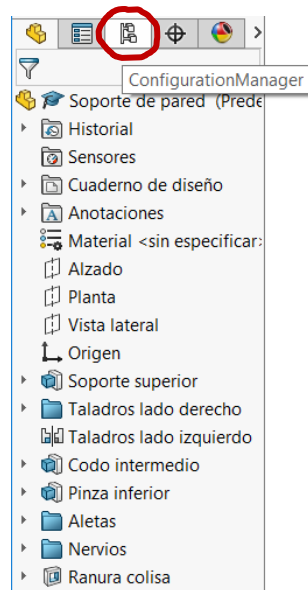 ConfigurationManager
Soporte de pared (Prede
Historial
Sensores
Cuaderno de diseño
Anotaciones
Material <sin especificar>
Alzado
Planta
Vista lateral
Origen
Soporte superior
Taladros lado derecho
Taladros lado izquierdo
Codo intermedio
Pinza inferior
Aletas
Nervios
Ranura colisa